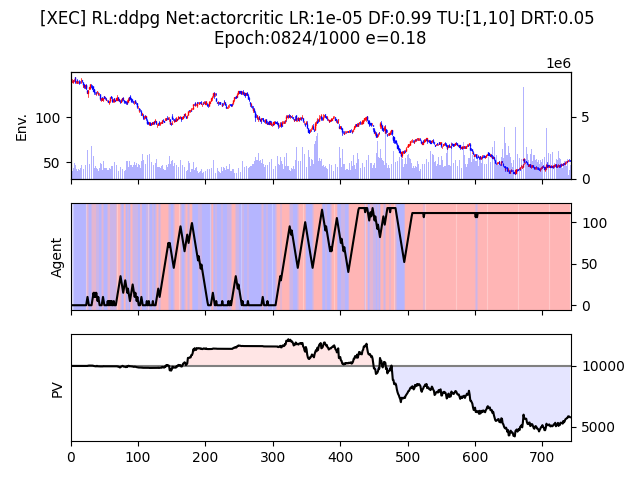 [XEC] RL:ddpg Net:actorcritic LR:1e-05 DF:0.99 TU:[1,10] DRT:0.05
Epoch:0824/1000 e=0.18
1e6
Env.
100
50
5
0
Agent
100
50
0
PV
10000
5000
0 100 200 300 400 500 600 700